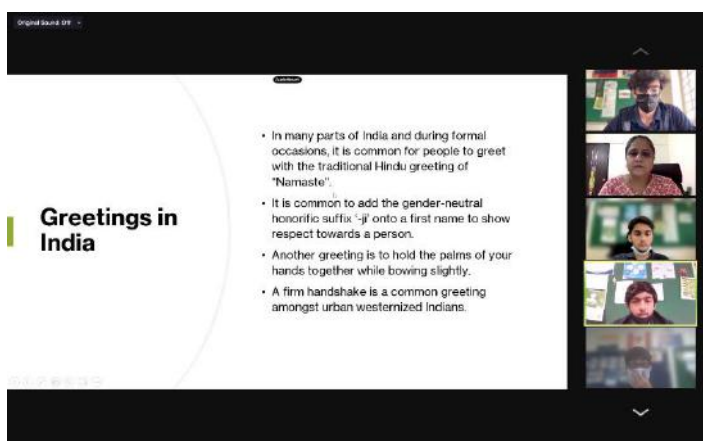 Original Sound: Off
Greetings in
India
• In many parts of India and during formal
occasions, it is common for people to greet
with the traditional Hindu greeting of
"Namaste".
• It is common to add the gender-neutral
honorific suffix '-ji' onto a first name to show
respect towards a person.
• Another greeting is to hold the palms of your
hands together while bowing slightly.
• A firm handshake is a common greeting
amongst urban westernized Indians.